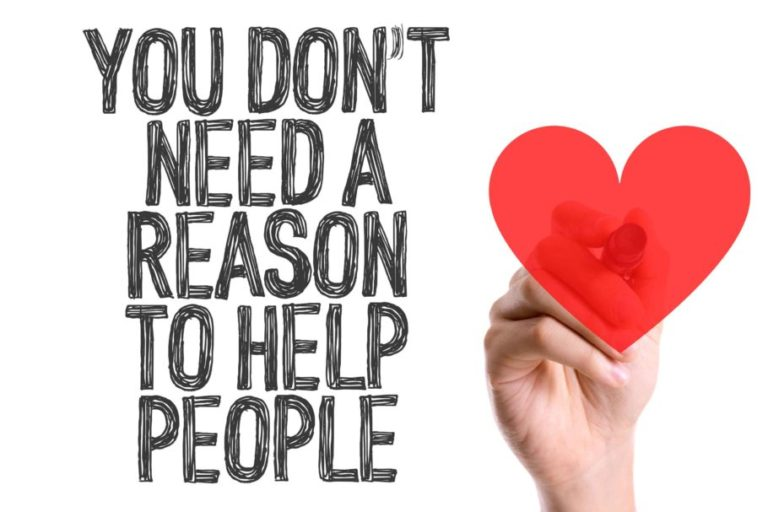 YOU DON'T
NEED A
REASON
TO HELP
PEOPLE